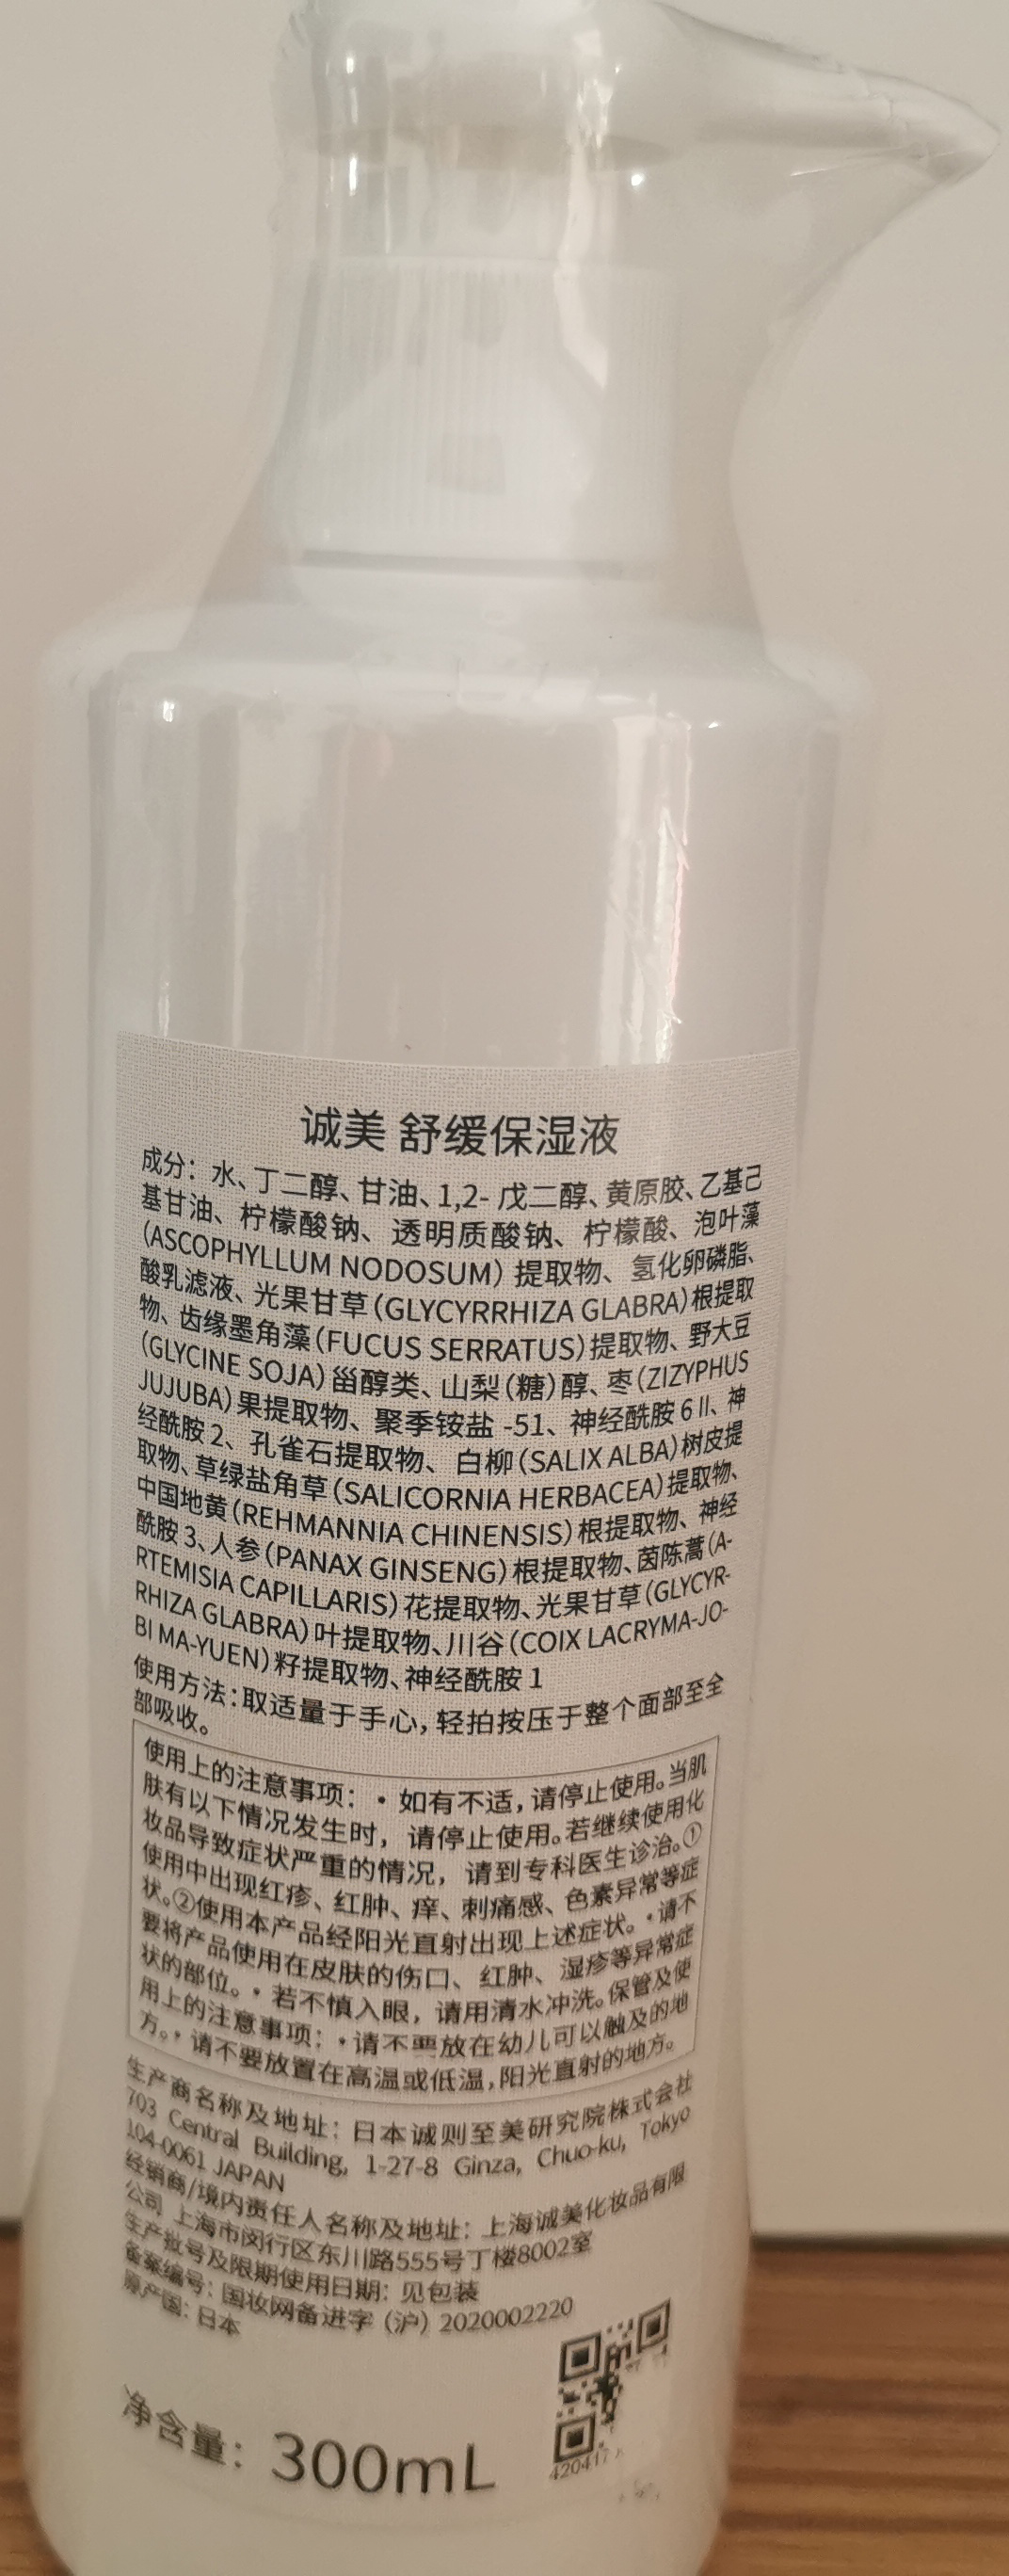 诚美 舒缓保湿液
成分：水、丁二醇、甘油、1,2- 戊二醇、黄原胶、乙基己
基甘油、柠檬酸钠、透明质酸钠、柠檬酸、泡叶藻
(ASCOPHYLLUM NODOSUM) 提取物、氢化卵磷脂、
酸乳滤液、光果甘草(GLYCYRRHIZA GLABRA)根提取
物、齿缘墨角藻(FUCUS SERRATUS)提取物、野大豆
(GLYCINE SOJA)甾醇类、山梨(糖)醇、枣(ZIZYPHUS
JUJUBA)果提取物、聚季铵盐 -51、神经酰胺 6 II、神
经酰胺 2、孔雀石提取物、白柳(SALIX ALBA)树皮提
取物、草绿盐角草(SALICORNIA HERBACEA)提取物、
中国地黄(REHMANNIA CHINENSIS)根提取物、神经
酰胺 3、人参(PANAX GINSENG)根提取物、茵陈蒿(A-
RTEMISIA CAPILLARIS)花提取物、光果甘草(GLYCYR-
RHIZA GLABRA)叶提取物、川谷(COIX LACRYMA-JO-
BI MA-YUEN)籽提取物、神经酰胺 1
使用方法：取适量于手心，轻拍按压于整个面部至全
部吸收。
使用上的注意事项：・如有不适，请停止使用。当肌
肤有以下情况发生时，请停止使用。若继续使用化
妆品导致症状严重的情况，请到专科医生诊治。①
使用中出现红疹、红肿、痒、刺痛感、色素异常等症
状。②使用本产品经阳光直射出现上述症状。・请不
要将产品使用在皮肤的伤口、红肿、湿疹等异常症
状的部位。・若不慎入眼，请用清水冲洗。保管及使
用上的注意事项：・请不要放在幼儿可以触及的地
方。・请不要放置在高温或低温，阳光直射的地方。
生产商名称及地址：日本诚则至美研究院株式会社
703 Central Building, 1-27-8 Ginza, Chuo-ku, Tokyo
104-0061 JAPAN
经销商/境内责任人名称及地址：上海诚美化妆品有限
公司 上海市闵行区东川路555号丁楼8002室
生产批号及限期使用日期：见包装
备案编号：国妆网备进字（沪）2020002220
原产国：日本
净含量：300mL
420417